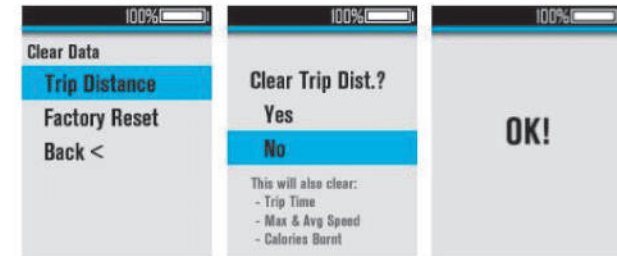 100%
Clear Data
Trip Distance
Factory Reset
Back <
100%
Clear Trip Dist.?
Yes
No
This will also clear:
- Trip Time
- Max & Avg Speed
- Calories Burnt
100%
OK!